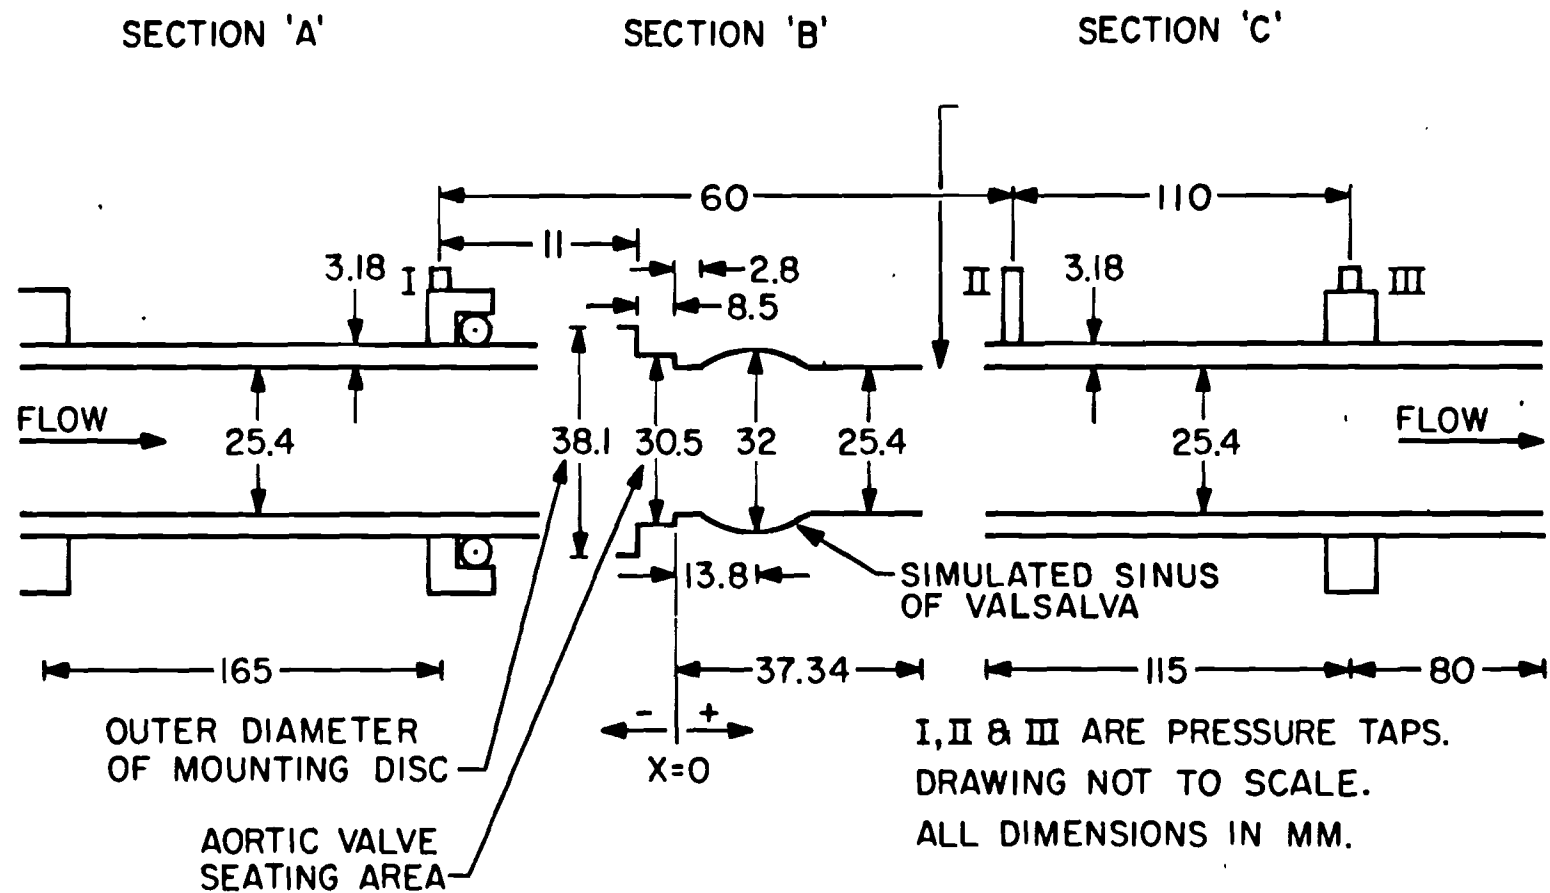 SECTION 'A' SECTION 'B' SECTION 'C'
60 110
11
3.18 I 2.8 II 3.18 III
8.5
FLOW 25.4 38.1 30.5 32 25.4 25.4 FLOW
13.8
SIMULATED SINUS
OF VALSALVA
165 37.34 115 80
- +
X=0
OUTER DIAMETER
OF MOUNTING DISC
AORTIC VALVE
SEATING AREA
I, II & III ARE PRESSURE TAPS.
DRAWING NOT TO SCALE.
ALL DIMENSIONS IN MM.